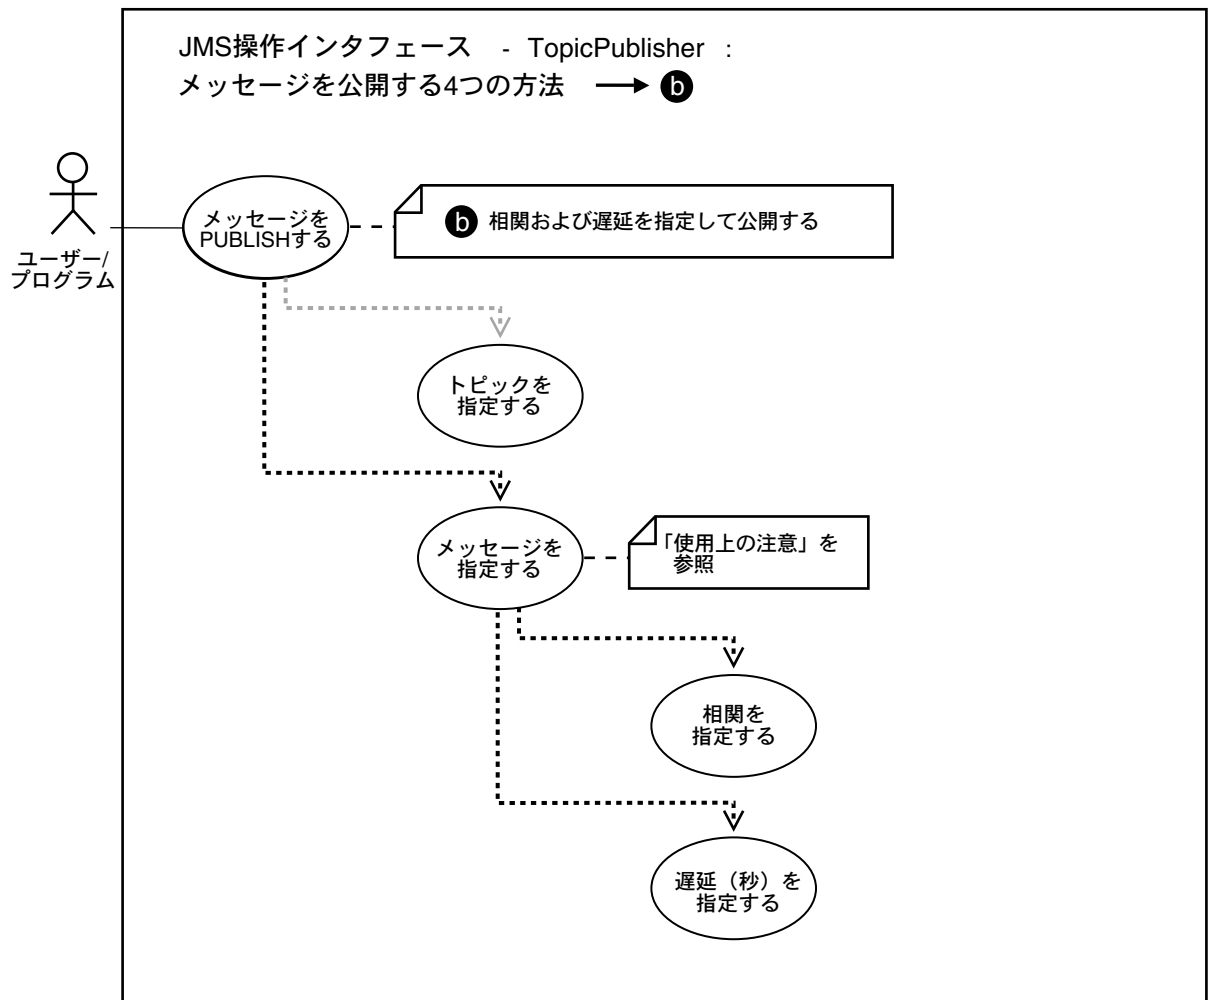 JMS操作インタフェース - TopicPublisher :
メッセージを公開する4つの方法 → b
メッセージを
PUBLISHする
b 相関および遅延を指定して公開する
ユーザー/
プログラム
トピックを
指定する
メッセージを
指定する
「使用上の注意」を
参照
相関を
指定する
遅延（秒）を
指定する